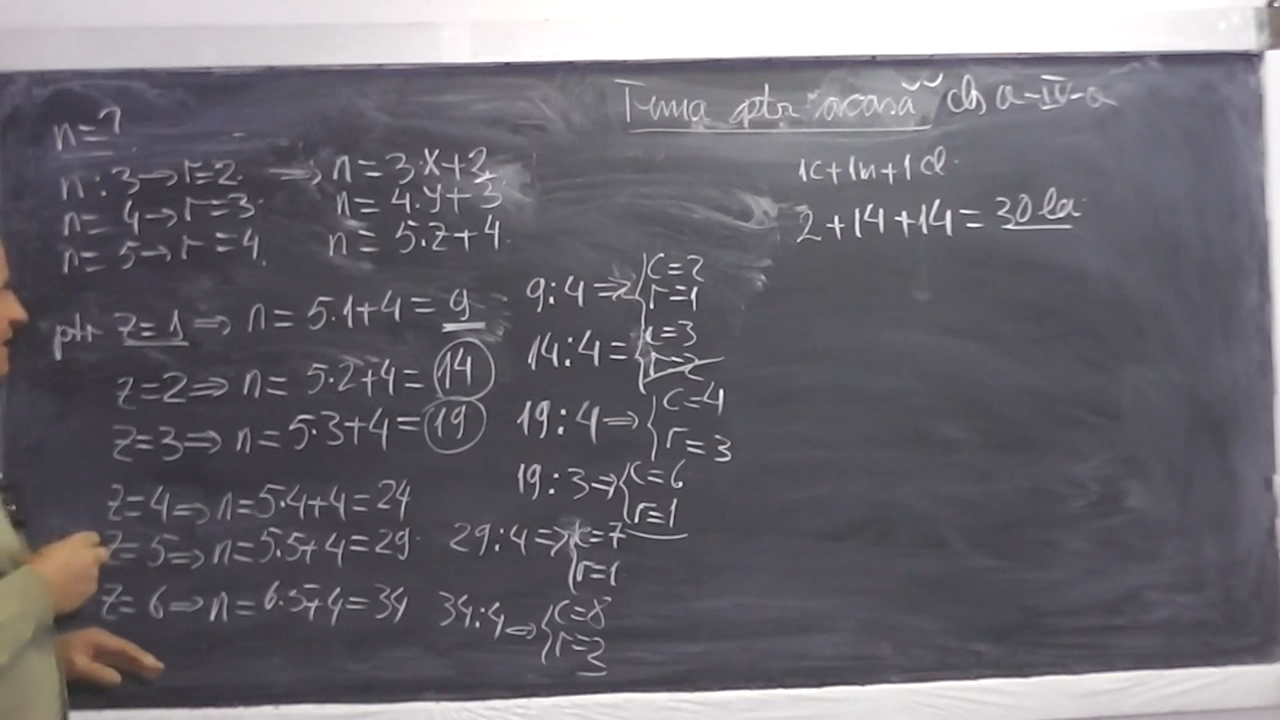 Tema ptr acasă cls a-IV-a
n=?
n:3→r=2 ⇒ n=3·x+2
n= 4→r=3 n=4·y+3
n= 5→r=4 n=5·z+4
1c+1m+1cl
2+14+14=30 la
ptr z=1 ⇒ n=5·1+4=9
z=2 ⇒ n=5·2+4=14
z=3 ⇒ n=5·3+4=19
z=4 ⇒ n=5·4+4=24
z=5 ⇒ n=5·5+4=29
z=6 ⇒ n=6·5+4=34
9:4 ⇒ { c=2
r=1
14:4= { c=3
r=2
19:4 ⇒ { c=4
r=3
19:3 ⇒ { c=6
r=1
29:4 ⇒ { c=7
r=1
34:4 ⇒ { c=8
r=2